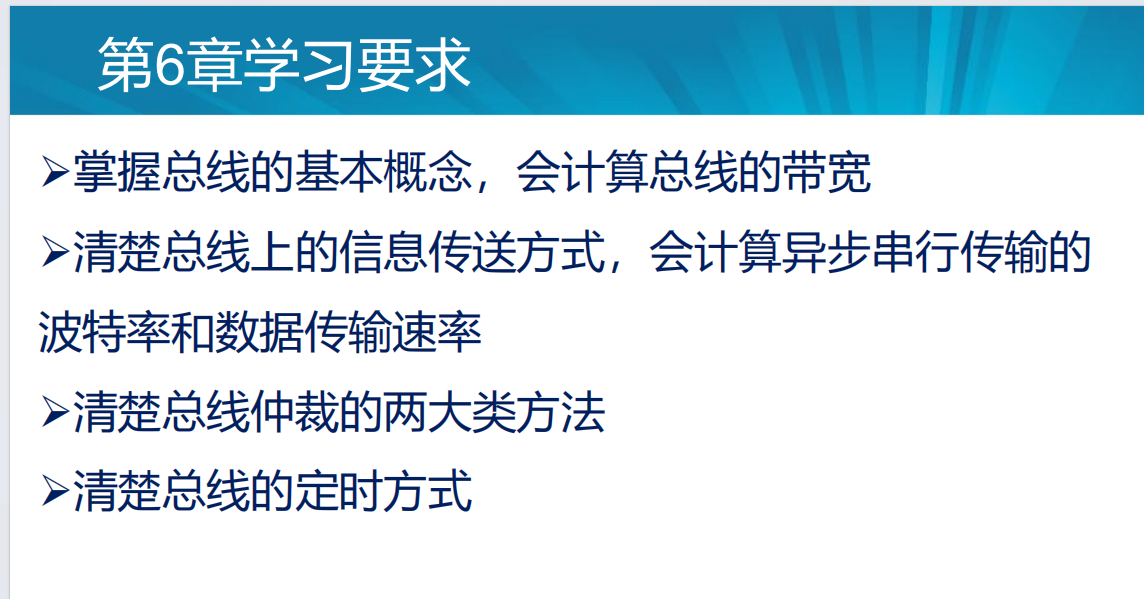 第6章学习要求
➢掌握总线的基本概念，会计算总线的带宽
➢清楚总线上的信息传送方式，会计算异步串行传输的
波特率和数据传输速率
➢清楚总线仲裁的两大类方法
➢清楚总线的定时方式